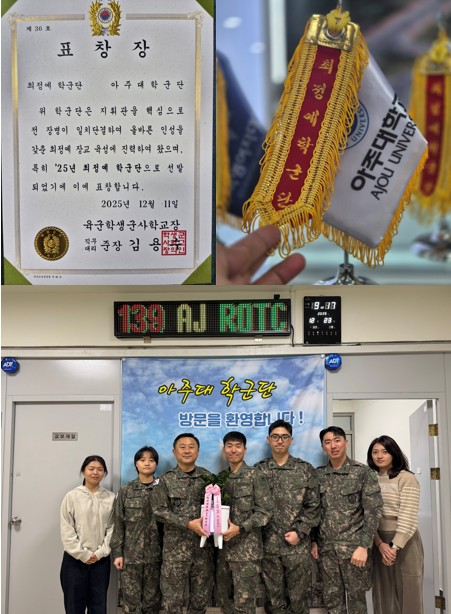 제 36 호
표 창 장
최정예 학군단 아 주 대 학 군 단
위 학군단은 지휘관을 핵심으로
전 장병이 일치단결하여 올바른 인성을
갖춘 최정예 장교 육성에 진력하여 왔으며,
특히 '25년 최정예 학군단으로 선발
되었기에 이에 표창합니다.
2025년 12월 11일
육군학생군사학교장
직무대리 준장 김 용
최정예학군단
아주대학
AJOU UNIVER
139 AJ ROTC
아주대 학군단
방문을 환영합니다!
ADT
ADT